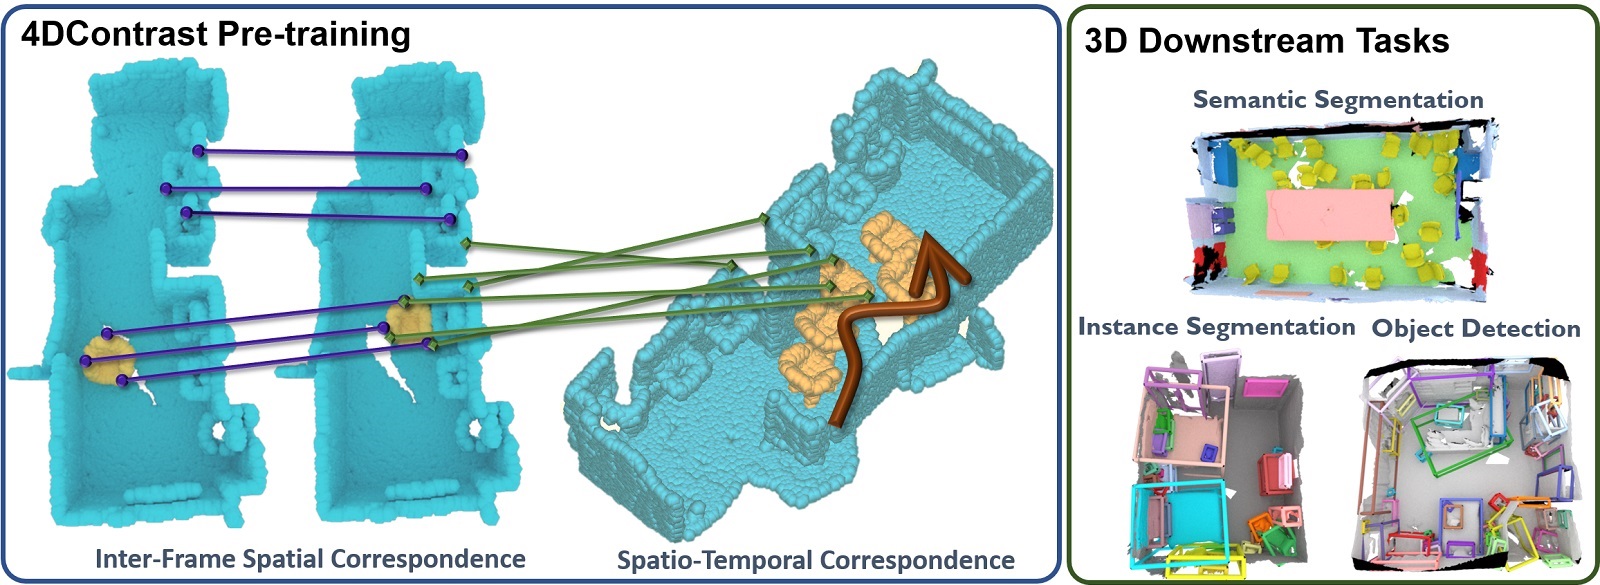 4DContrast Pre-training
Inter-Frame Spatial Correspondence
Spatio-Temporal Correspondence
3D Downstream Tasks
Semantic Segmentation
Instance Segmentation
Object Detection